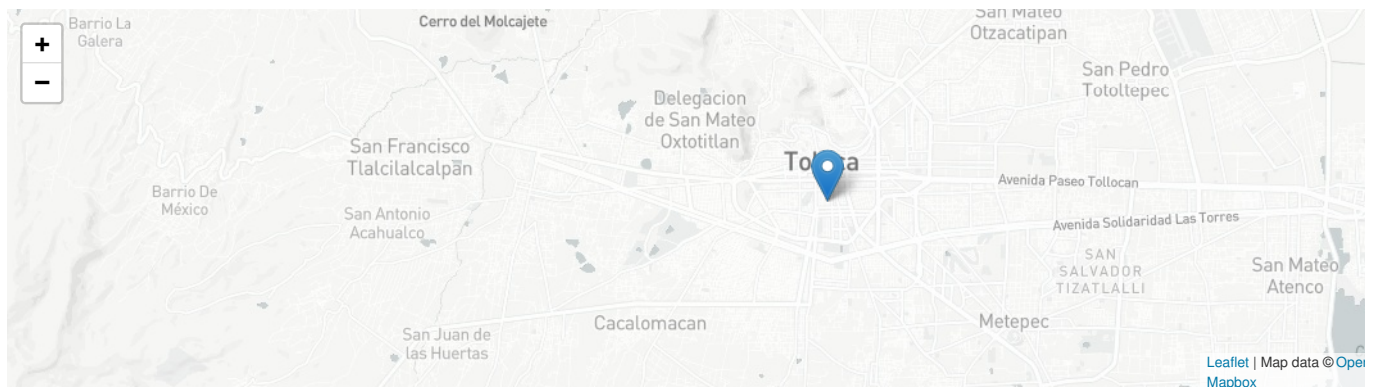 Barrio La
Galera
Cerro del Molcajete
San Mateo
Otzacatipan
+
−
San Pedro
Totoltepec
Delegacion
de San Mateo
Oxtotitlan
San Francisco
Tlalcilalcalpan
Avenida Paseo Tollocan
Barrio De
México
San Antonio
Acahualco
Avenida Solidaridad Las Torres
SAN
SALVADOR
TIZATLALLI
San Mateo
Atenco
Cacalomacan
Metepec
San Juan de
las Huertas
Leaflet | Map data ©
Mapbox